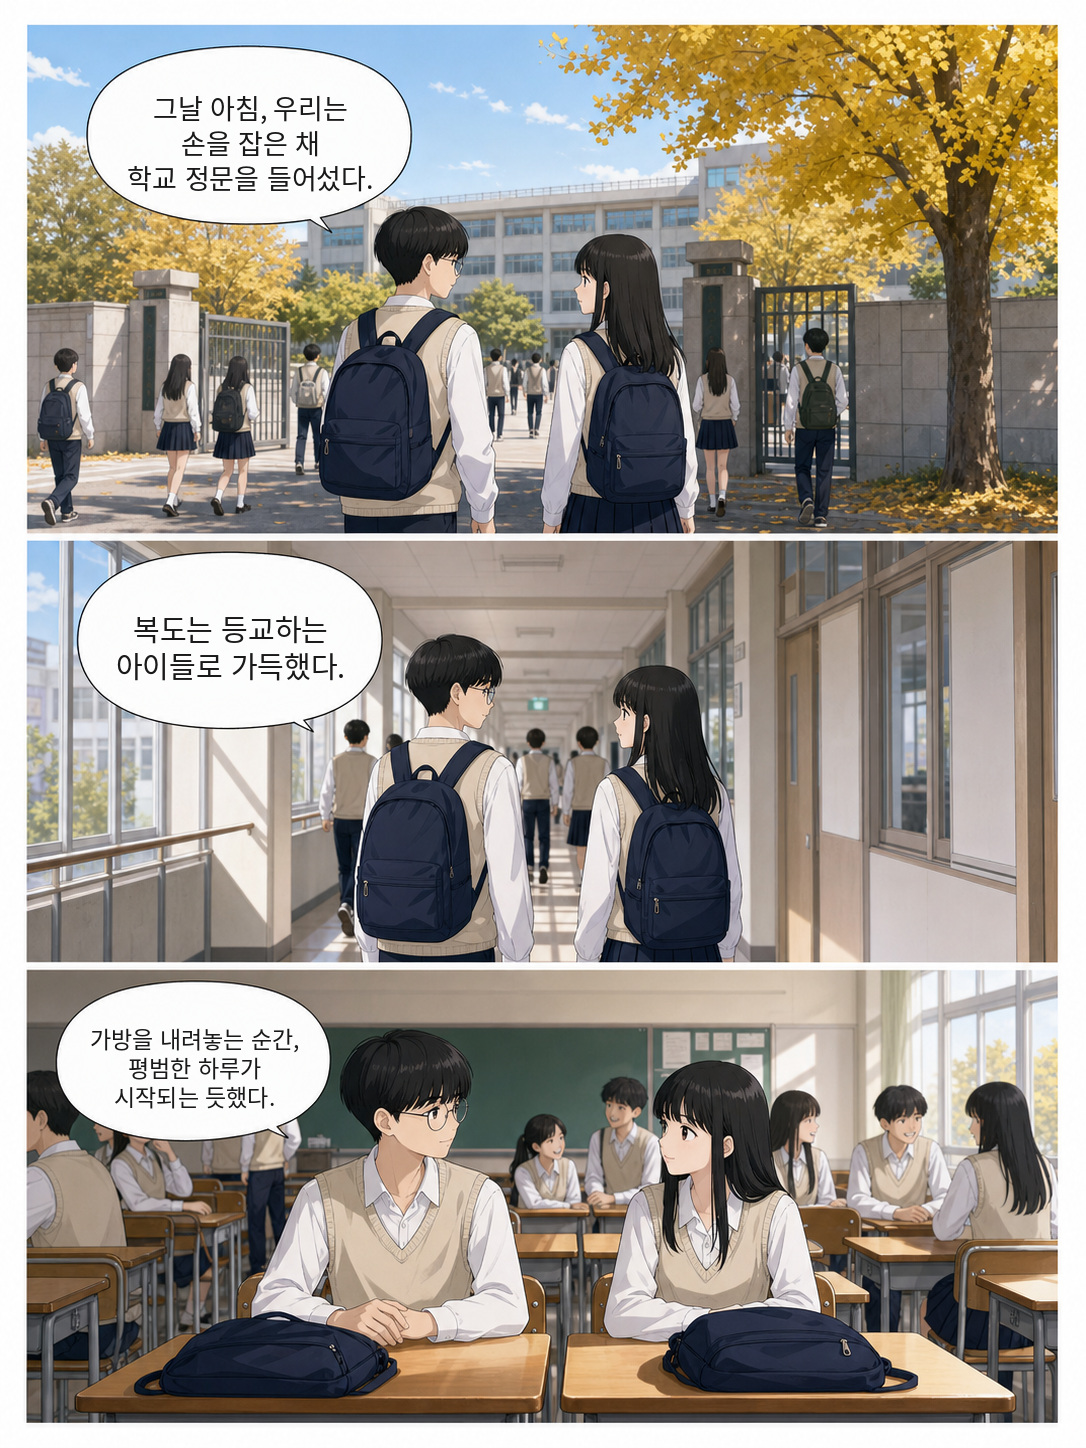 그날 아침, 우리는
손을 잡은 채
학교 정문을 들어섰다.
복도는 등교하는
아이들로 가득했다.
가방을 내려놓는 순간,
평범한 하루가
시작되는 듯했다.